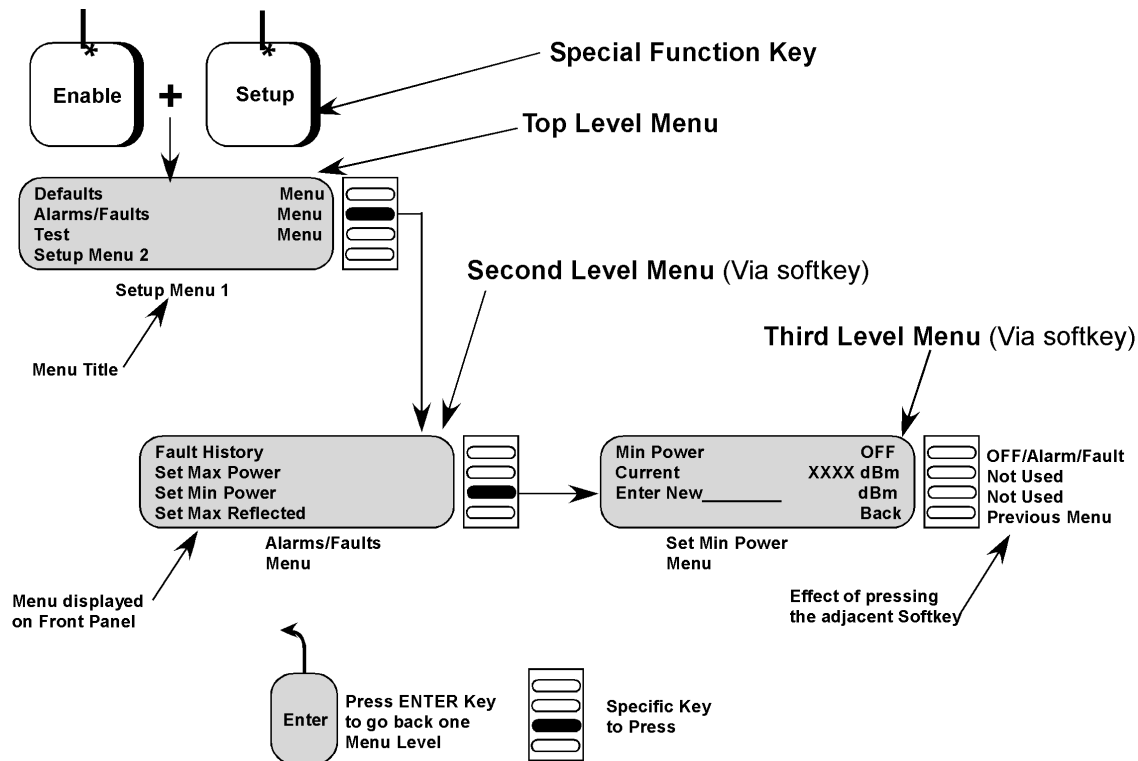 *
*
Enable
+
Setup
Special Function Key
Top Level Menu
Defaults Menu
Alarms/Faults Menu
Test Menu
Setup Menu 2
Setup Menu 1
Menu Title
Second Level Menu (Via softkey)
Third Level Menu (Via softkey)
Fault History
Set Max Power
Set Min Power
Set Max Reflected
Alarms/Faults
Menu
Menu displayed
on Front Panel
Min Power OFF
Current XXXX dBm
Enter New_________ dBm
Back
OFF/Alarm/Fault
Not Used
Not Used
Previous Menu
Set Min Power
Menu
Effect of pressing
the adjacent Softkey
Enter
Press ENTER Key
to go back one
Menu Level
Specific Key
to Press